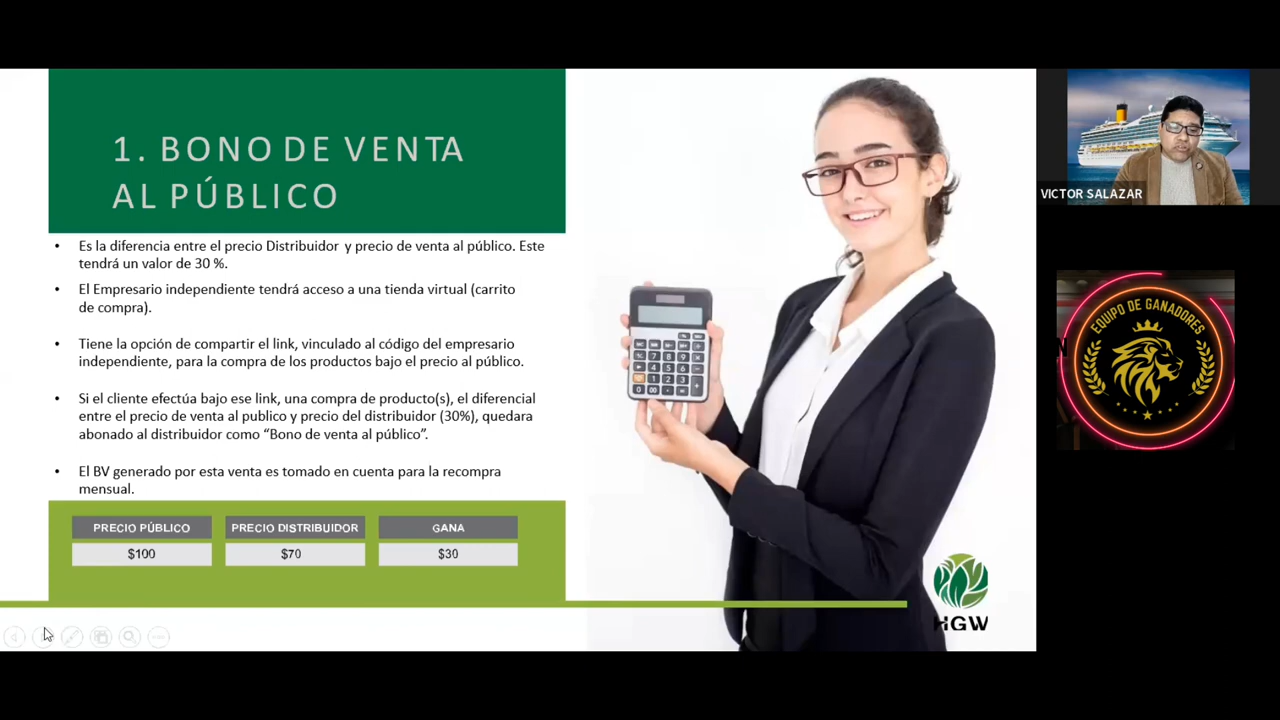 1. BONO DE VENTA
AL PÚBLICO
• Es la diferencia entre el precio Distribuidor y precio de venta al público. Este
tendrá un valor de 30 %.
• El Empresario independiente tendrá acceso a una tienda virtual (carrito
de compra).
• Tiene la opción de compartir el link, vinculado al código del empresario
independiente, para la compra de los productos bajo el precio al público.
• Si el cliente efectúa bajo ese link, una compra de producto(s), el diferencial
entre el precio de venta al publico y precio del distribuidor (30%), quedara
abonado al distribuidor como “Bono de venta al público”.
• El BV generado por esta venta es tomado en cuenta para la recompra
mensual.
PRECIO PÚBLICO PRECIO DISTRIBUIDOR GANA
$100 $70 $30
HGW
VICTOR SALAZAR
EQUIPO DE GANADORES